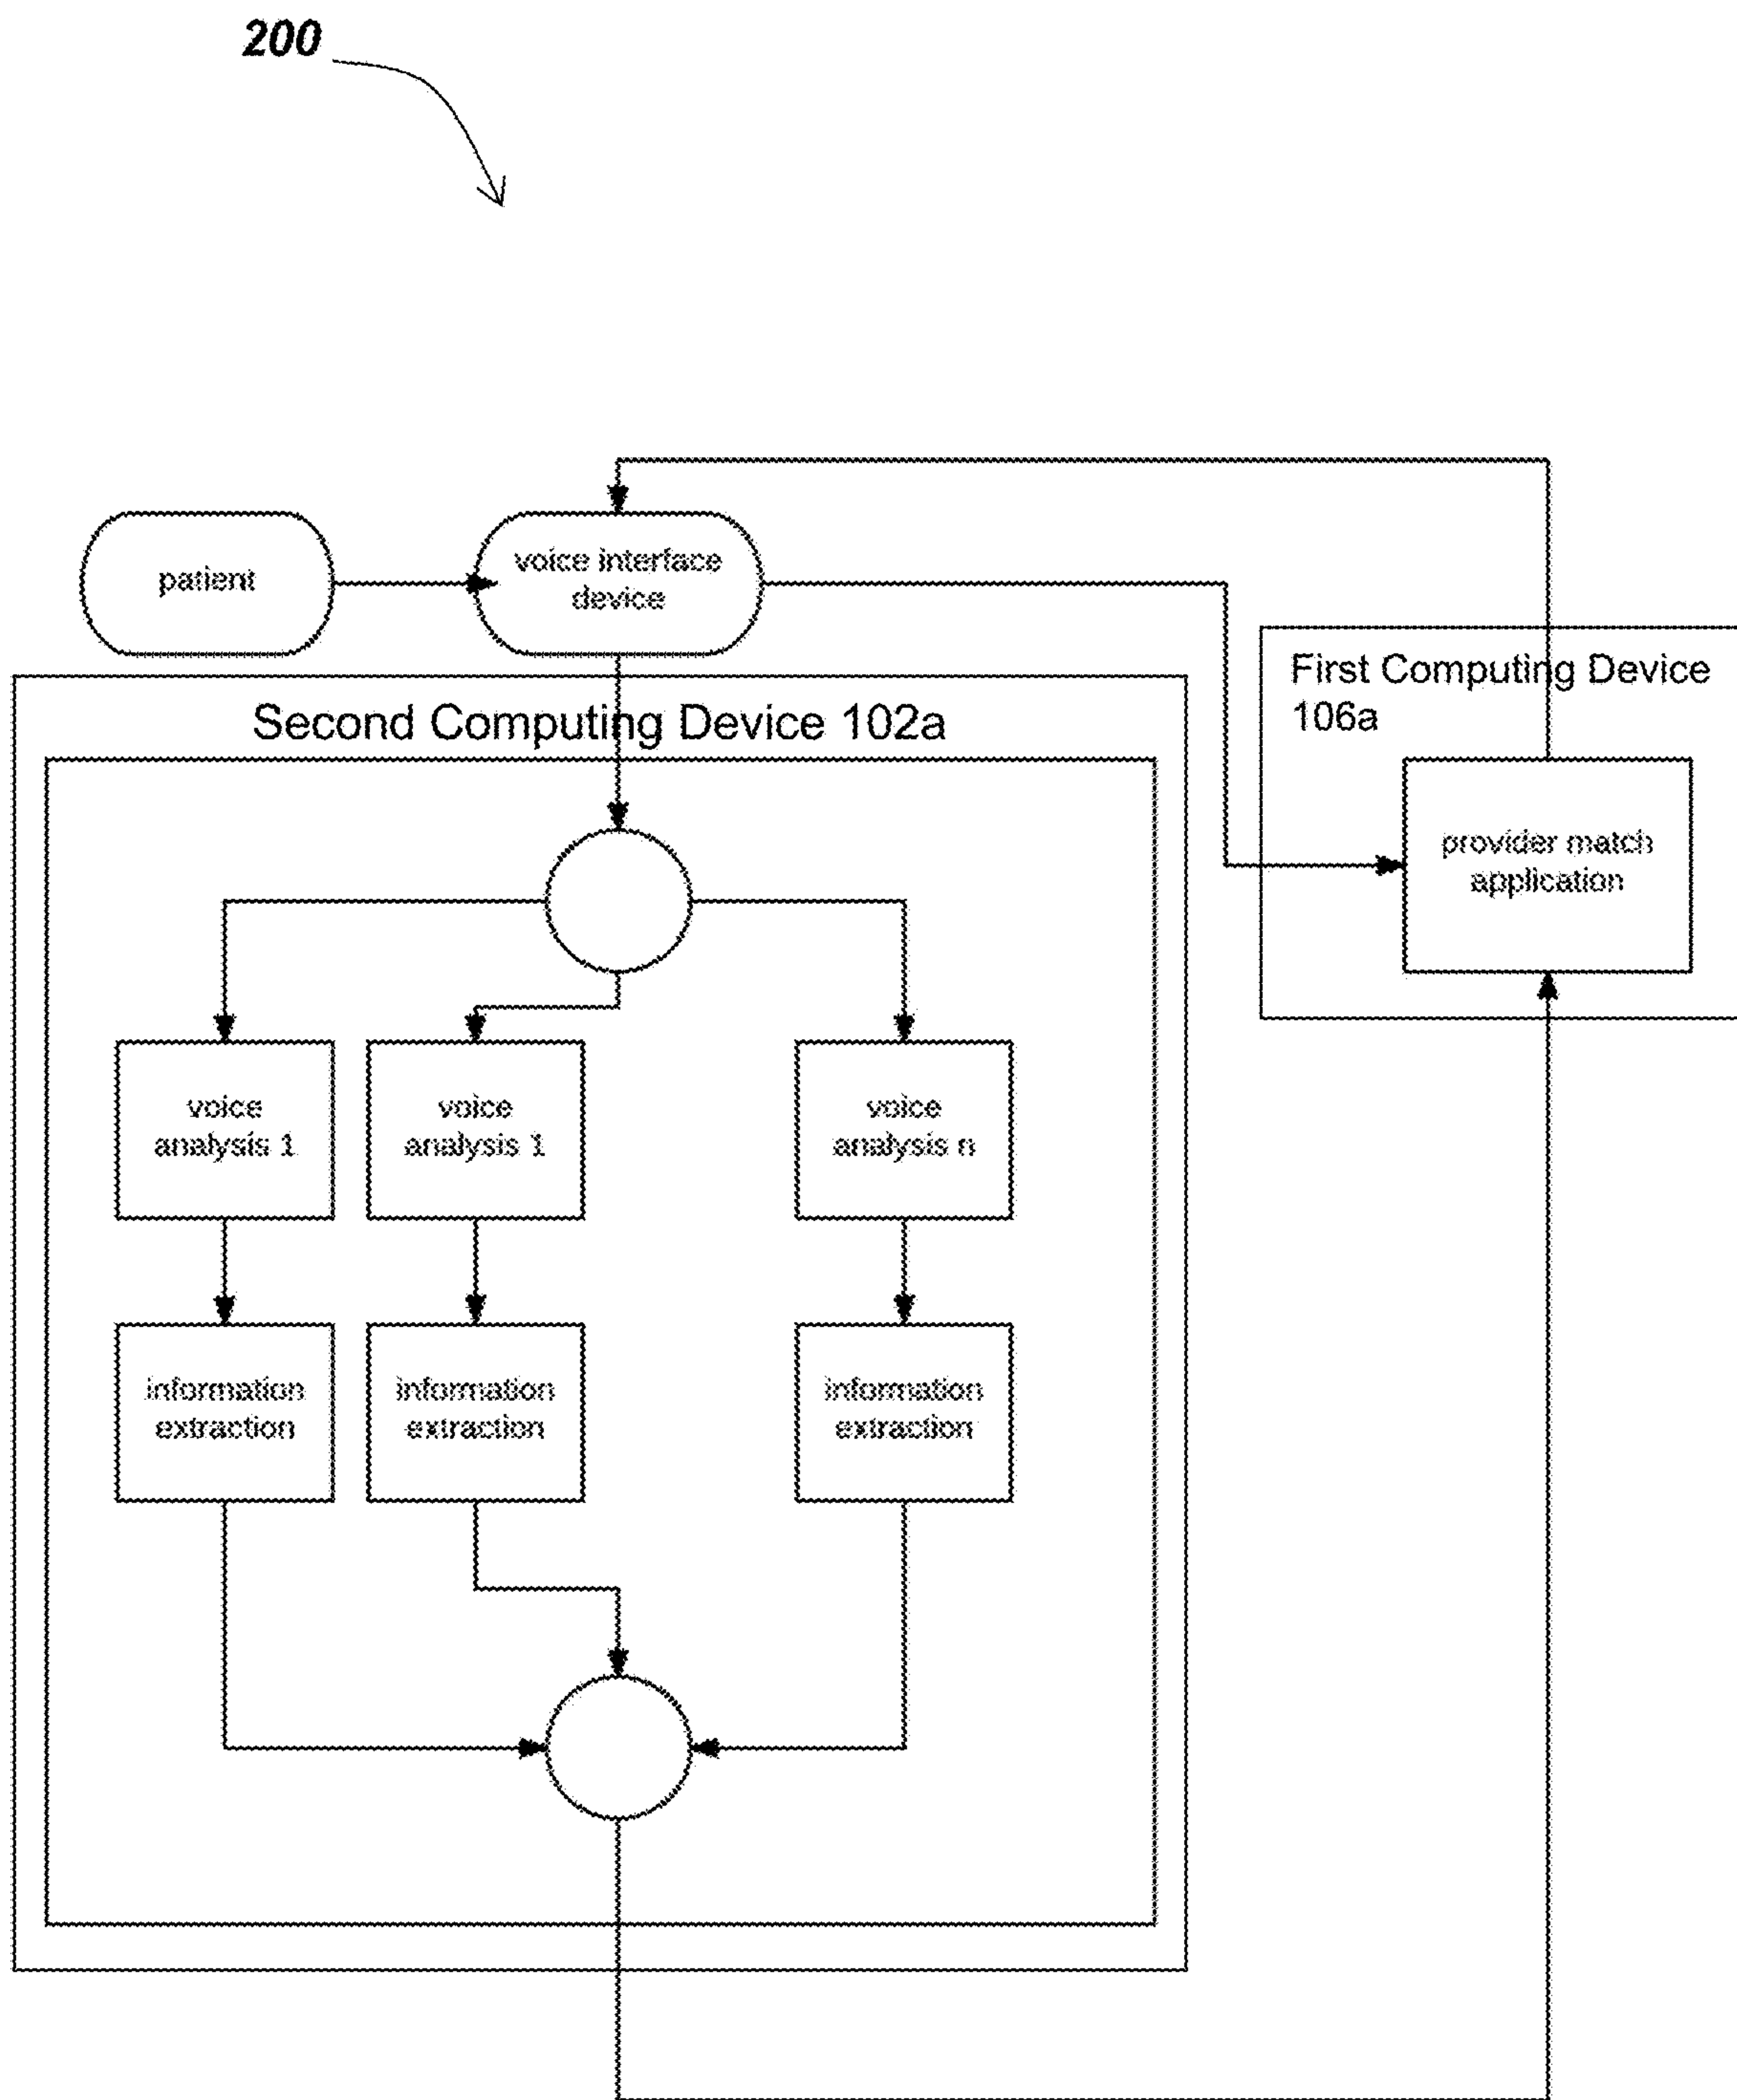 200
patient
voice interface
device
First Computing Device
106a
Second Computing Device 102a
provider match
application
voice
analysis 1
voice
analysis 1
voice
analysis n
information
extraction
information
extraction
information
extraction